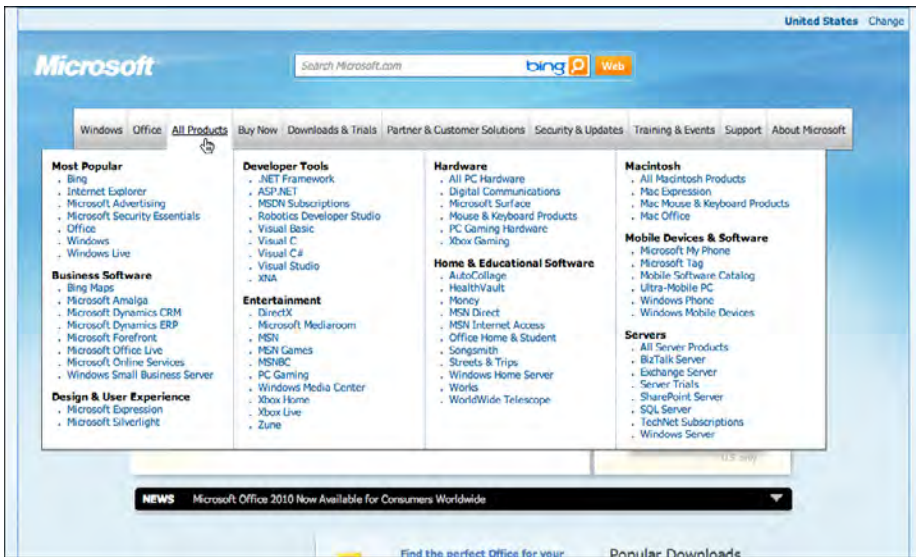 United States Change
Microsoft
Search Microsoft.com bing Web
Windows Office All Products Buy Now Downloads & Trials Partner & Customer Solutions Security & Updates Training & Events Support About Microsoft
Most Popular
. Bing
. Internet Explorer
. Microsoft Advertising
. Microsoft Security Essentials
. Office
. Windows
. Windows Live
Business Software
. Bing Maps
. Microsoft Amalga
. Microsoft Dynamics CRM
. Microsoft Dynamics ERP
. Microsoft Forefront
. Microsoft Office Live
. Microsoft Online Services
. Windows Small Business Server
Design & User Experience
. Microsoft Expression
. Microsoft Silverlight
Developer Tools
. .NET Framework
. ASP.NET
. MSDN Subscriptions
. Robotics Developer Studio
. Visual Basic
. Visual C
. Visual C#
. Visual Studio
. XNA
Entertainment
. DirectX
. Microsoft Mediaroom
. MSN
. MSN Games
. MSNBC
. PC Gaming
. Windows Media Center
. Xbox Home
. Xbox Live
. Zune
Hardware
. All PC Hardware
. Digital Communications
. Microsoft Surface
. Mouse & Keyboard Products
. PC Gaming Hardware
. Xbox Gaming
Home & Educational Software
. AutoCollage
. HealthVault
. Money
. MSN Direct
. MSN Internet Access
. Office Home & Student
. Songsmith
. Streets & Trips
. Windows Home Server
. Works
. WorldWide Telescope
Macintosh
. All Macintosh Products
. Mac Expression
. Mac Mouse & Keyboard Products
. Mac Office
Mobile Devices & Software
. Microsoft My Phone
. Microsoft Tag
. Mobile Software Catalog
. Ultra-Mobile PC
. Windows Phone
. Windows Mobile Devices
Servers
. All Server Products
. BizTalk Server
. Exchange Server
. Server Trials
. SharePoint Server
. SQL Server
. TechNet Subscriptions
. Windows Server
U.S. only
NEWS Microsoft Office 2010 Now Available for Consumers Worldwide
Find the perfect Office for your
Popular Downloads